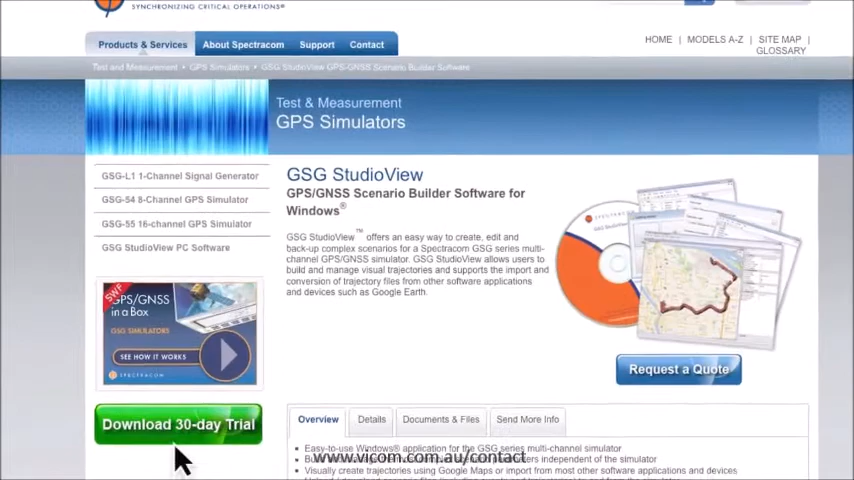 SYNCHRONIZING CRITICAL OPERATIONS®
HOME | MODELS A-Z | SITE MAP |
GLOSSARY
Products & Services
About Spectracom
Support
Contact
Test and Measurement • GPS Simulators • GSG StudioView GPS-GNSS Scenario Builder Software
Test & Measurement
GPS Simulators
GSG-L1 1-Channel Signal Generator
GSG-54 8-Channel GPS Simulator
GSG-55 16-channel GPS Simulator
GSG StudioView PC Software
GSG StudioView
GPS/GNSS Scenario Builder Software for
Windows®
GSG StudioView™ offers an easy way to create, edit and
back-up complex scenarios for a Spectracom GSG series multi-
channel GPS/GNSS simulator. GSG StudioView allows users to
build and manage visual trajectories and supports the import and
conversion of trajectory files from other software applications
and devices such as Google Earth.
SWF
GPS/GNSS
in a Box
GSG SIMULATORS
SEE HOW IT WORKS
SPECTRACOM
Request a Quote
Download 30-day Trial
Overview
Details
Documents & Files
Send More Info
• Easy-to-use Windows® application for the GSG series multi-channel simulator
www.vicom.com.au/contact
• Visually create trajectories using Google Maps or import from most other software applications and devices